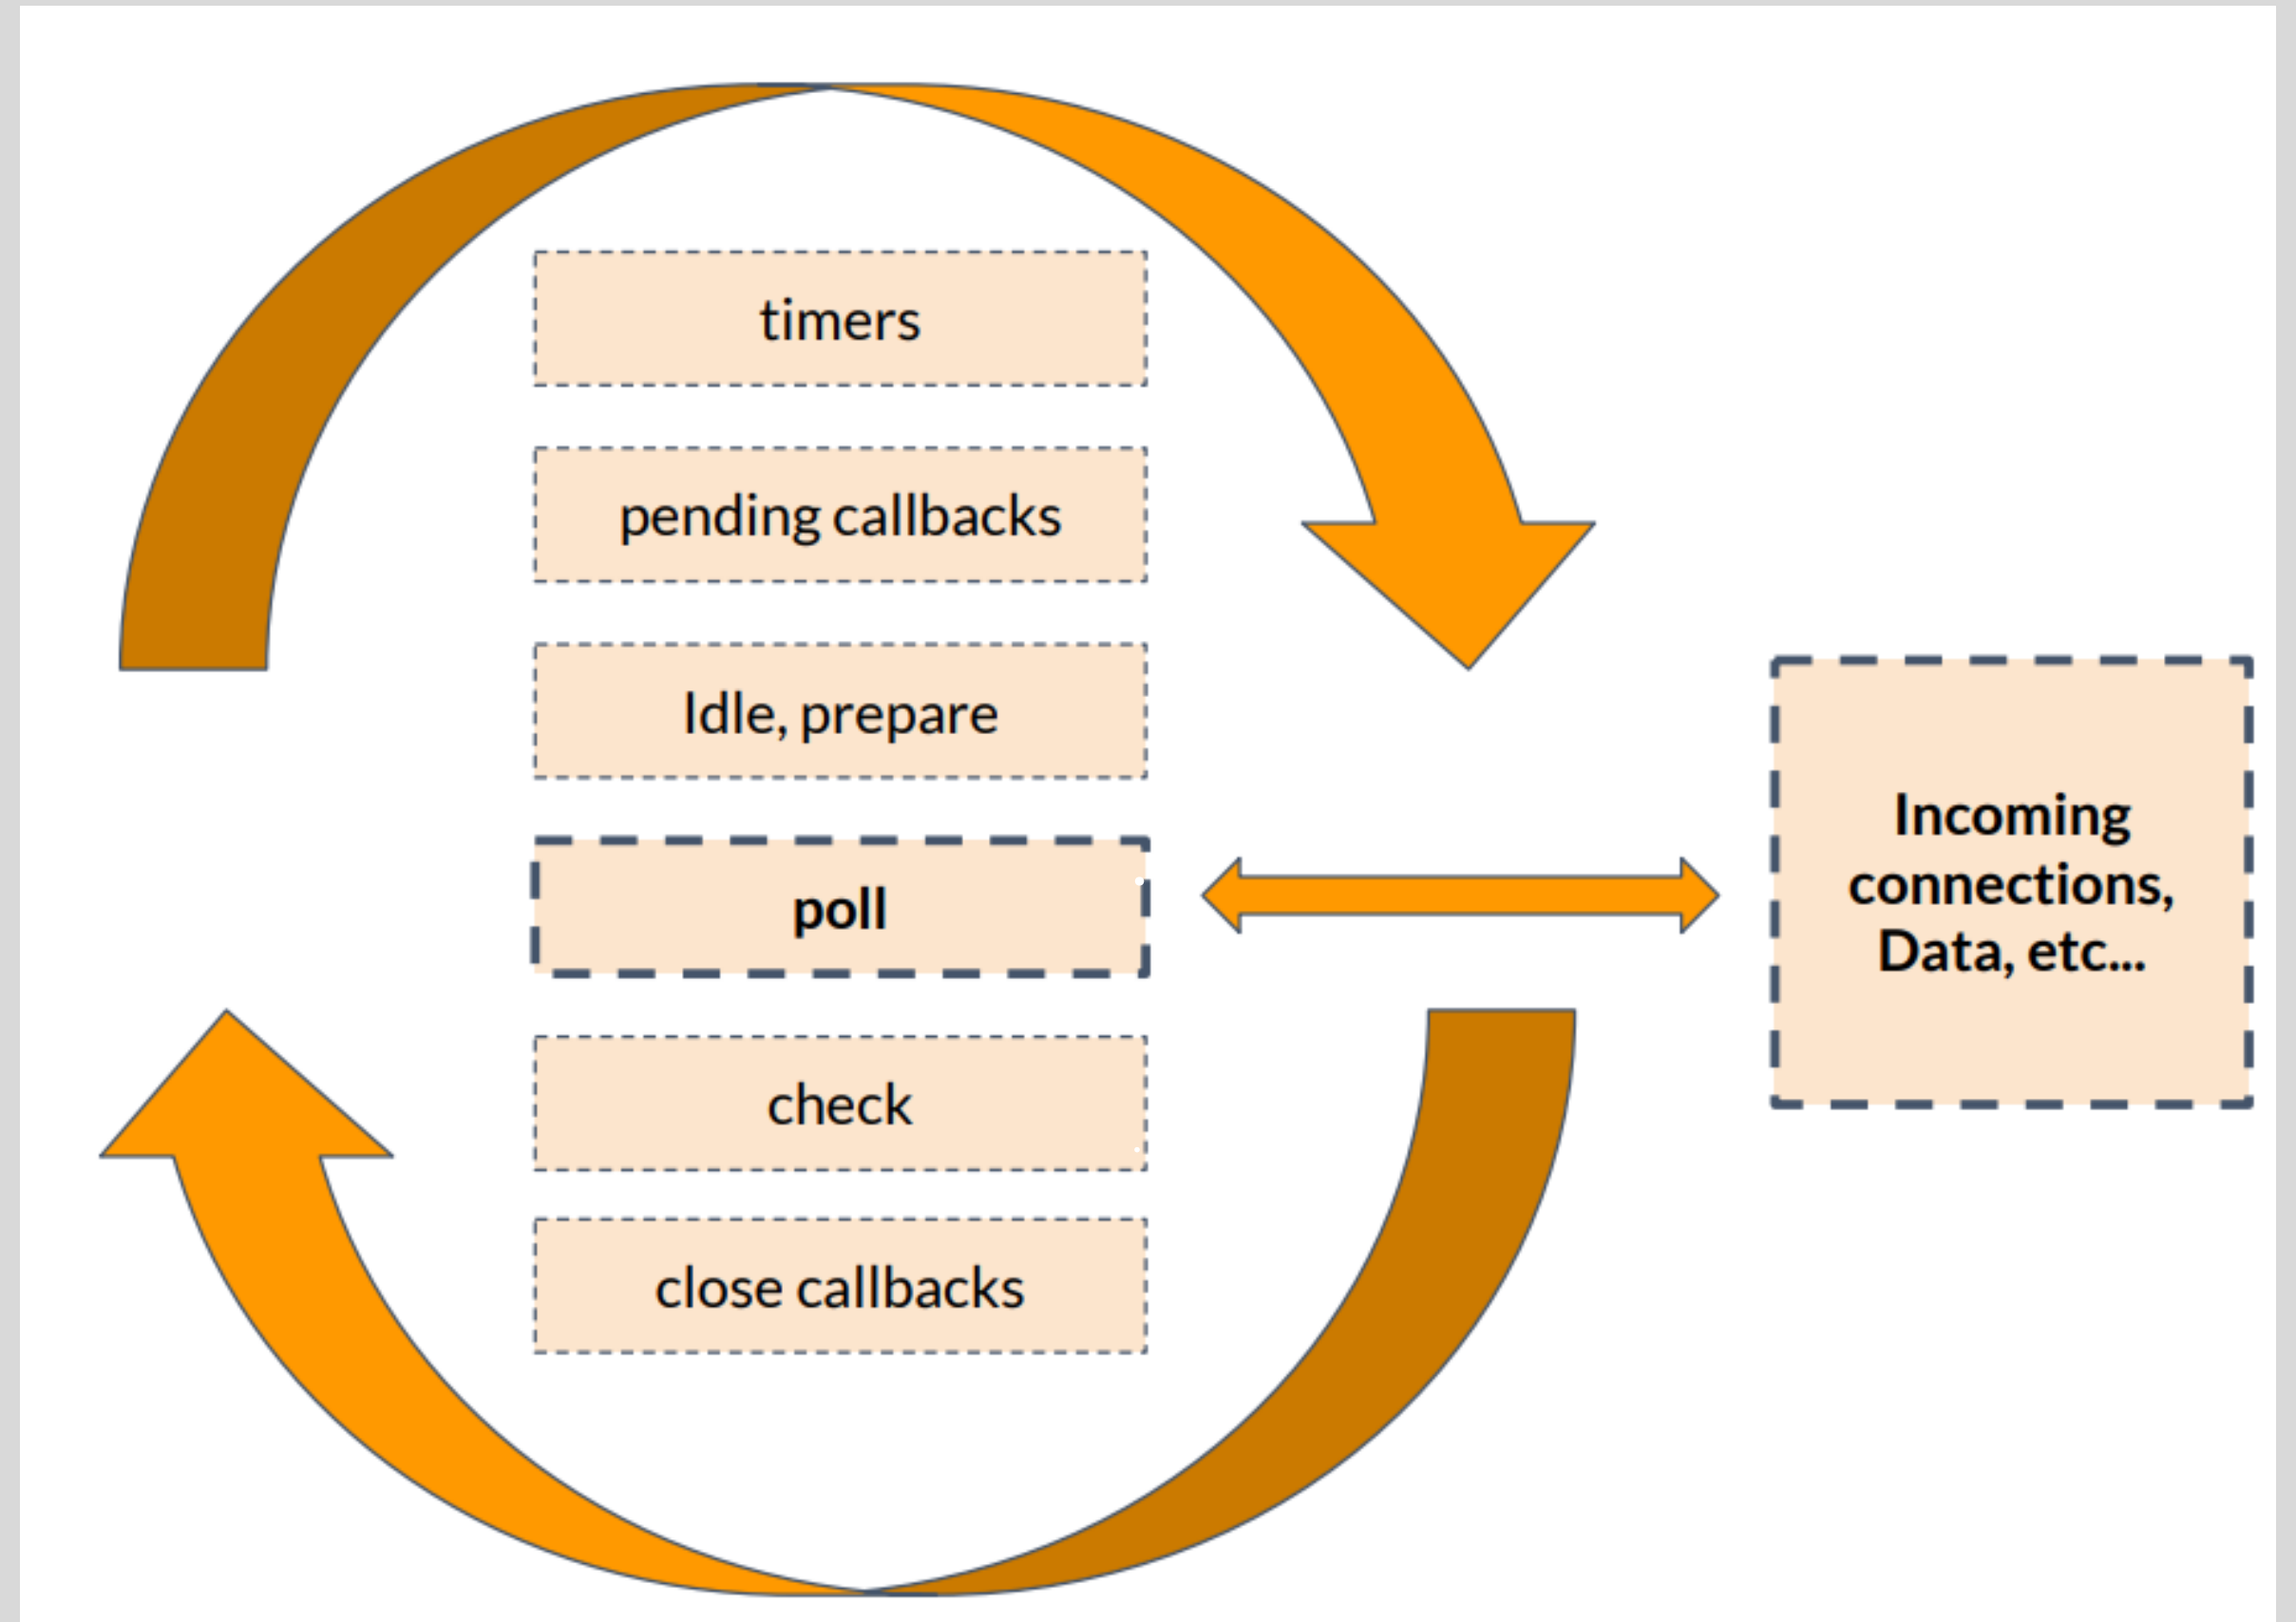 timers
pending callbacks
Idle, prepare
poll
check
close callbacks
Incoming
connections,
Data, etc...